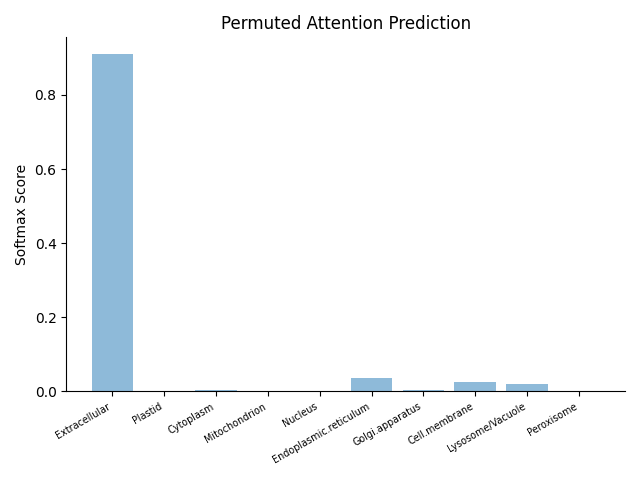 Permuted Attention Prediction
Softmax Score
0.8
0.6
0.4
0.2
0.0
Extracellular
Plastid
Cytoplasm
Mitochondrion
Nucleus
Endoplasmic.reticulum
Golgi.apparatus
Cell.membrane
Lysosome/Vacuole
Peroxisome